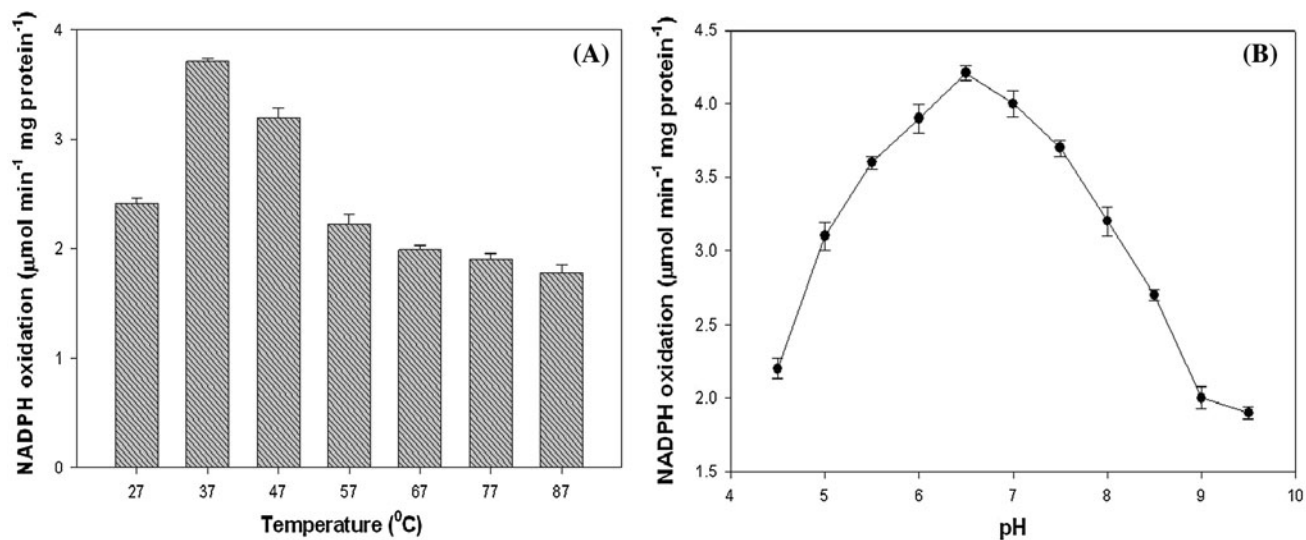 (A)
NADPH oxidation (µmol min⁻¹ mg protein⁻¹)
4
3
2
1
0
27 37 47 57 67 77 87
Temperature (⁰C)
(B)
NADPH oxidation (µmol min⁻¹ mg protein⁻¹)
4.5
4.0
3.5
3.0
2.5
2.0
1.5
4 5 6 7 8 9 10
pH